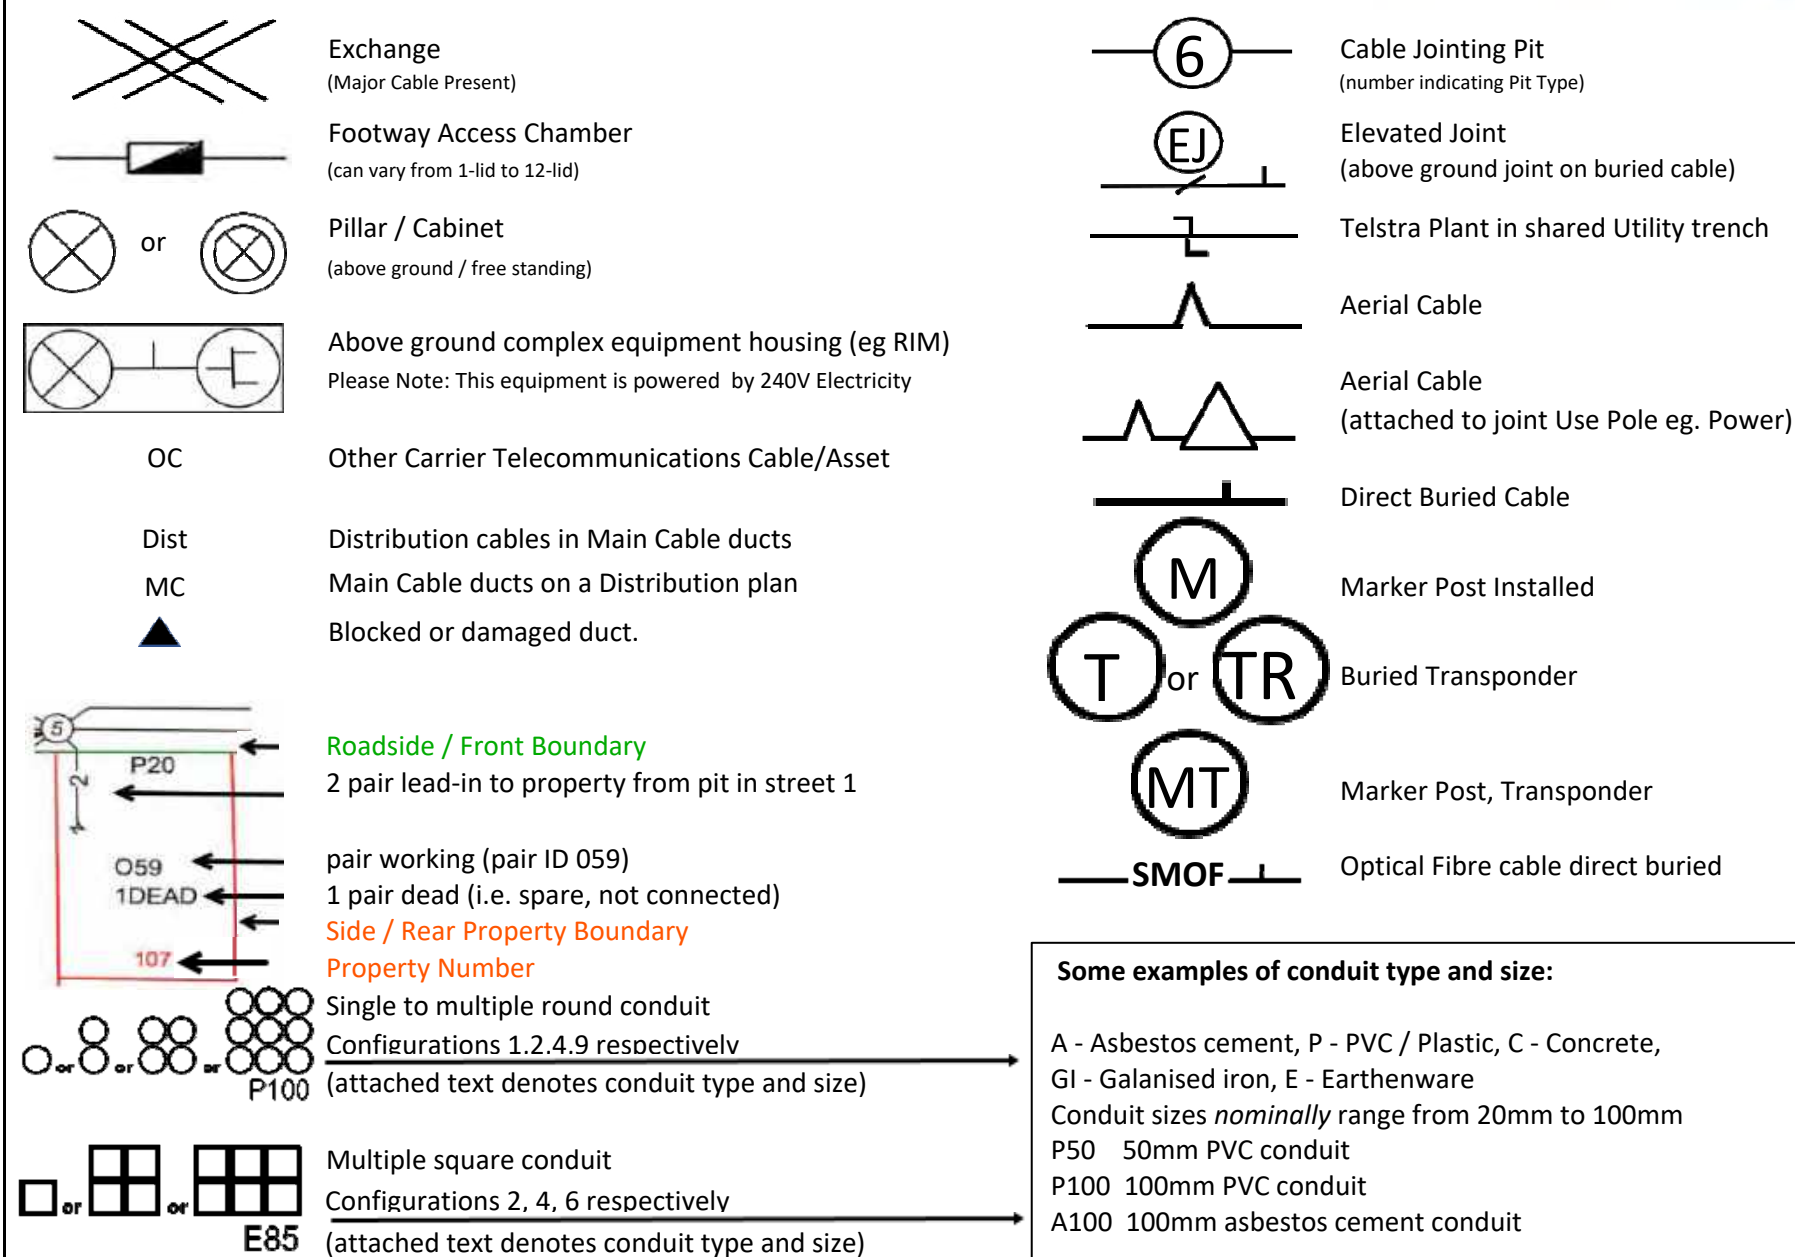 Exchange
(Major Cable Present)
Footway Access Chamber
(can vary from 1-lid to 12-lid)
or
Pillar / Cabinet
(above ground / free standing)
Above ground complex equipment housing (eg RIM)
Please Note: This equipment is powered by 240V Electricity
OC Other Carrier Telecommunications Cable/Asset
Dist Distribution cables in Main Cable ducts
MC Main Cable ducts on a Distribution plan
Blocked or damaged duct.
5
Roadside / Front Boundary
P20
2
2 pair lead-in to property from pit in street 1
O59
pair working (pair ID 059)
1DEAD
1 pair dead (i.e. spare, not connected)
Side / Rear Property Boundary
107
Property Number
Single to multiple round conduit
Configurations 1.2.4.9 respectively
or or or
P100
(attached text denotes conduit type and size)
Multiple square conduit
or or
Configurations 2, 4, 6 respectively
E85
(attached text denotes conduit type and size)
6
Cable Jointing Pit
(number indicating Pit Type)
EJ
Elevated Joint
(above ground joint on buried cable)
Telstra Plant in shared Utility trench
Aerial Cable
Aerial Cable
(attached to joint Use Pole eg. Power)
Direct Buried Cable
M
Marker Post Installed
T or TR
Buried Transponder
MT
Marker Post, Transponder
SMOF
Optical Fibre cable direct buried
Some examples of conduit type and size:
A - Asbestos cement, P - PVC / Plastic, C - Concrete,
GI - Galanised iron, E - Earthenware
Conduit sizes nominally range from 20mm to 100mm
P50 50mm PVC conduit
P100 100mm PVC conduit
A100 100mm asbestos cement conduit